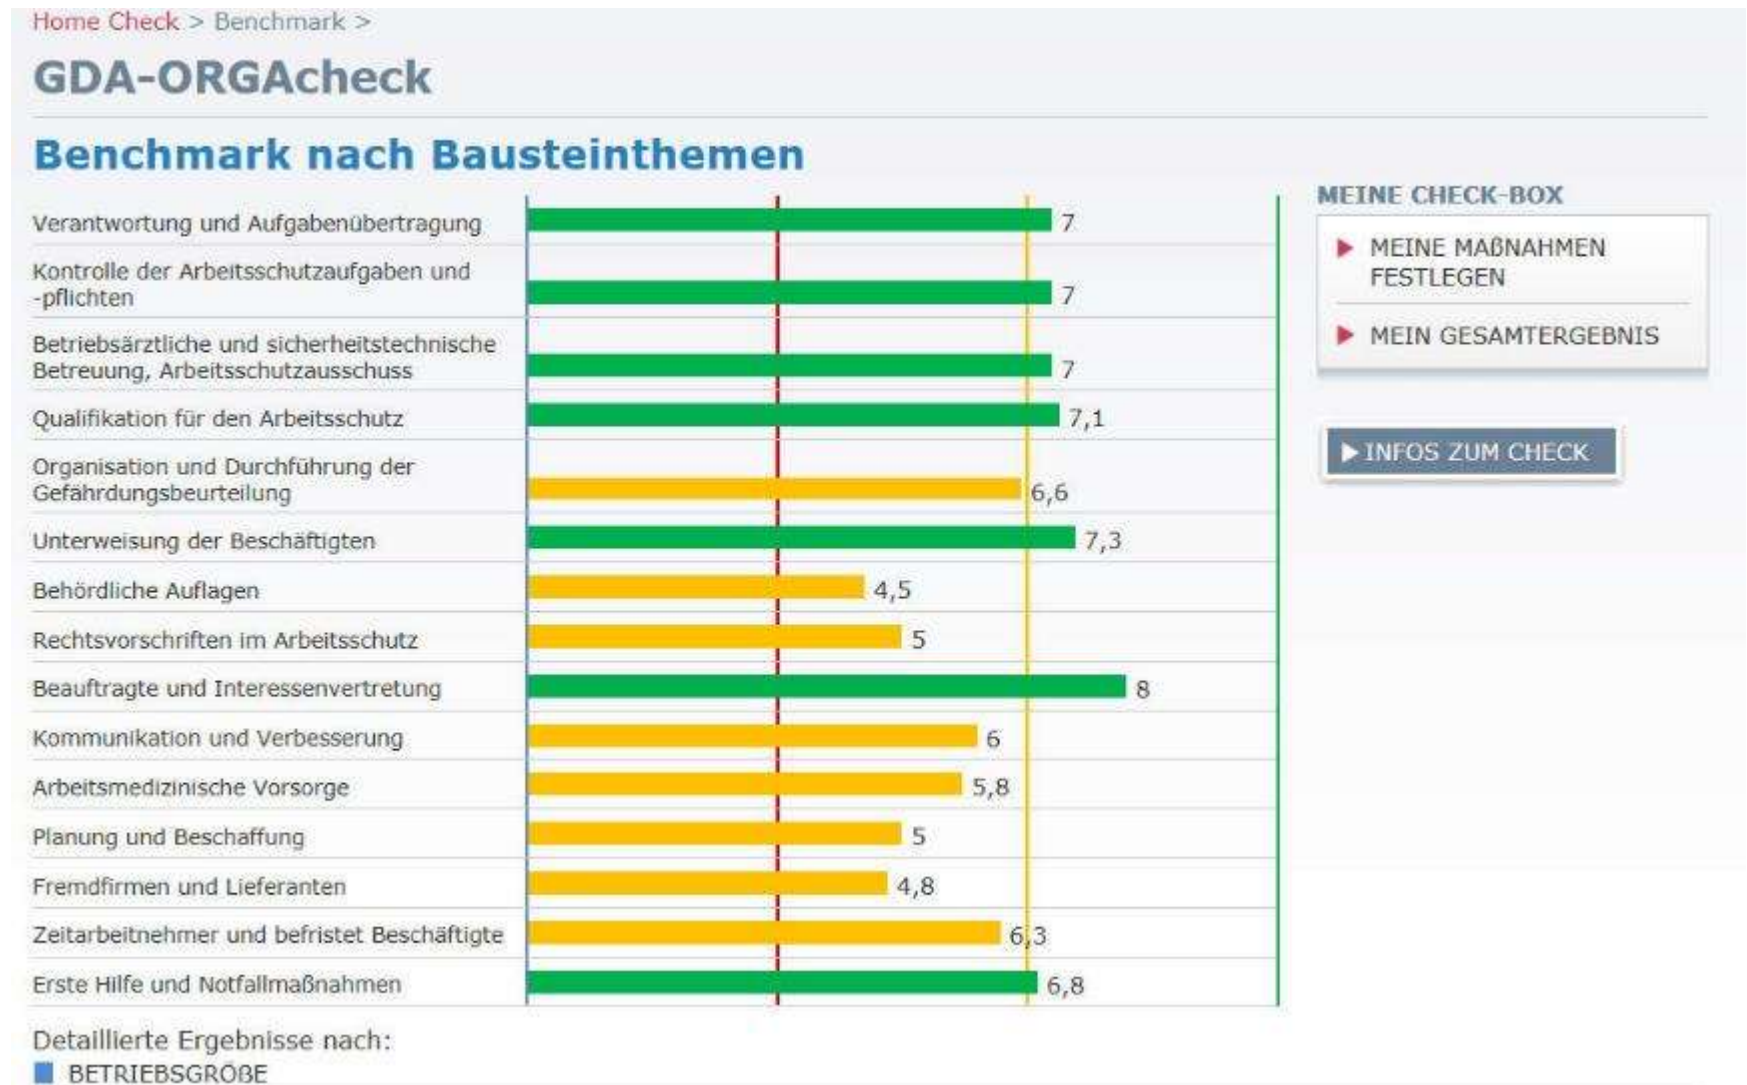 Home Check > Benchmark >
GDA-ORGAcheck
Benchmark nach Bausteinthemen
Verantwortung und Aufgabenübertragung 7
Kontrolle der Arbeitsschutzaufgaben und
-pflichten 7
Betriebsärztliche und sicherheitstechnische
Betreuung, Arbeitsschutzausschuss 7
Qualifikation für den Arbeitsschutz 7,1
Organisation und Durchführung der
Gefährdungsbeurteilung 6,6
Unterweisung der Beschäftigten 7,3
Behördliche Auflagen 4,5
Rechtsvorschriften im Arbeitsschutz 5
Beauftragte und Interessenvertretung 8
Kommunikation und Verbesserung 6
Arbeitsmedizinische Vorsorge 5,8
Planung und Beschaffung 5
Fremdfirmen und Lieferanten 4,8
Zeitarbeitnehmer und befristet Beschäftigte 6,3
Erste Hilfe und Notfallmaßnahmen 6,8
Detaillierte Ergebnisse nach:
BETRIEBSGRÖßE
MEINE CHECK-BOX
MEINE MAßNAHMEN
FESTLEGEN
MEIN GESAMTERGEBNIS
INFOS ZUM CHECK